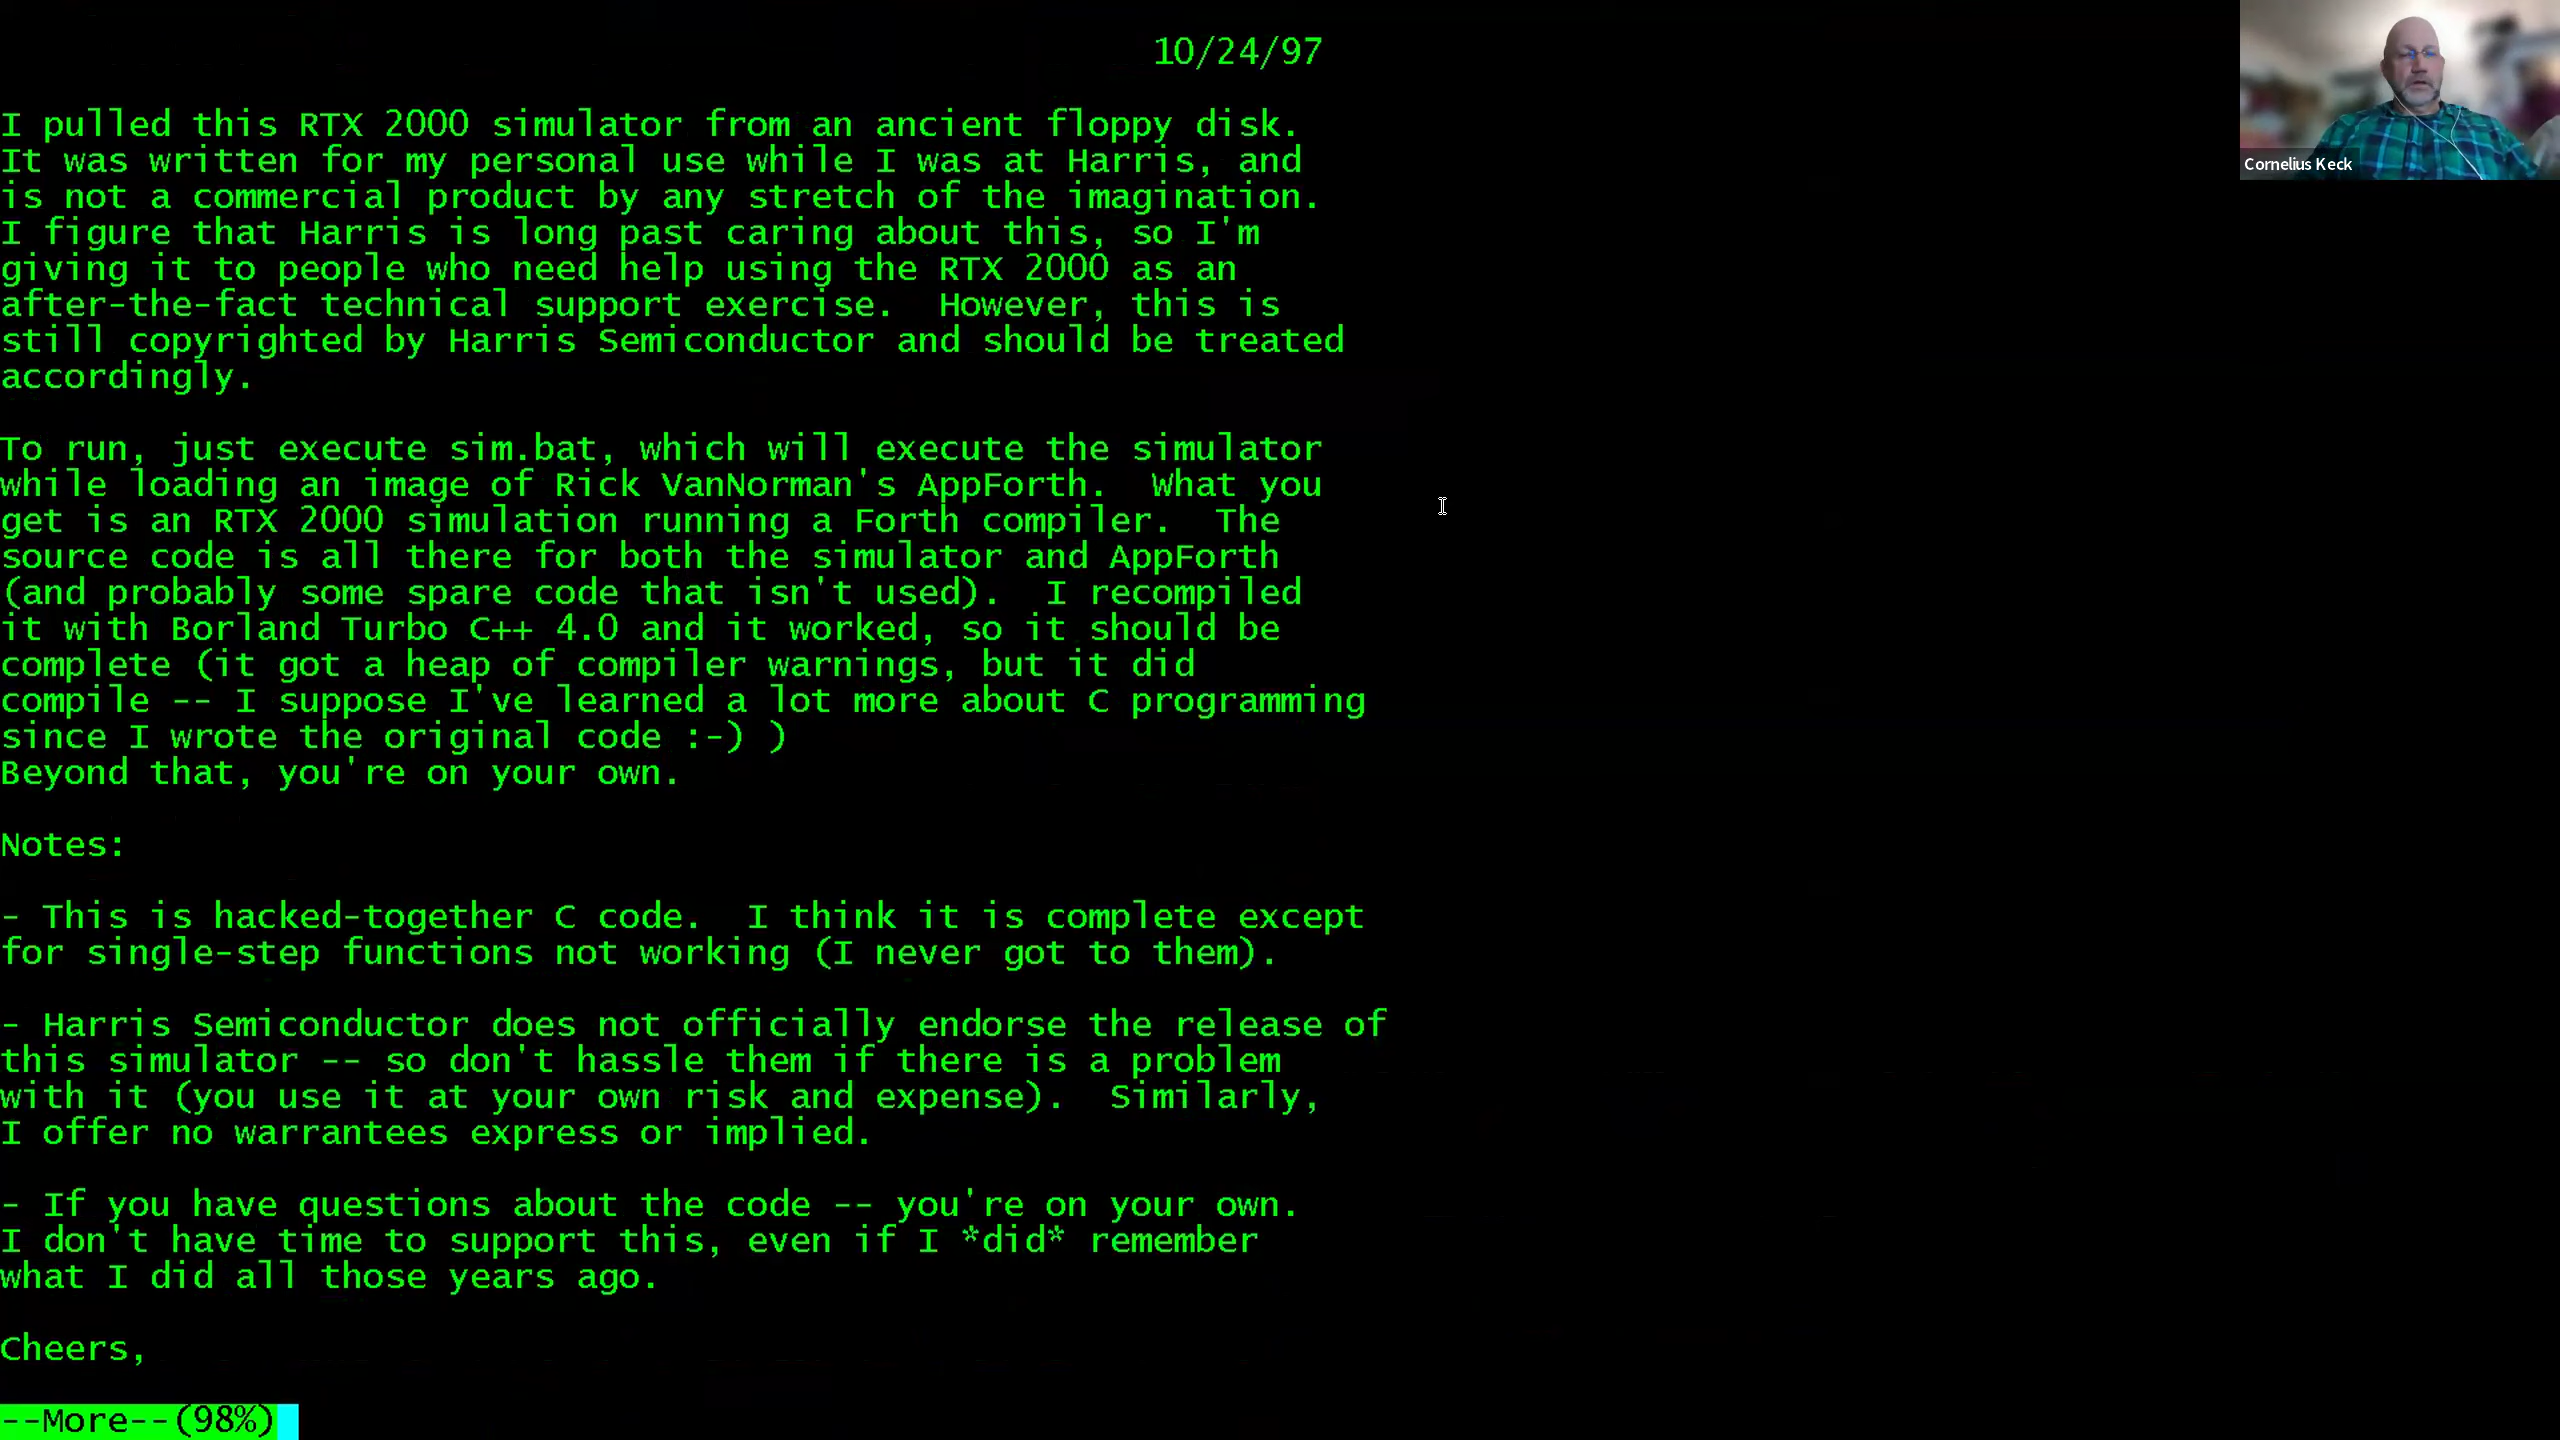 10/24/97
I pulled this RTX 2000 simulator from an ancient floppy disk.
It was written for my personal use while I was at Harris, and
is not a commercial product by any stretch of the imagination.
I figure that Harris is long past caring about this, so I'm
giving it to people who need help using the RTX 2000 as an
after-the-fact technical support exercise.  However, this is
still copyrighted by Harris Semiconductor and should be treated
accordingly.
To run, just execute sim.bat, which will execute the simulator
while loading an image of Rick VanNorman's AppForth.  What you
get is an RTX 2000 simulation running a Forth compiler.  The
source code is all there for both the simulator and AppForth
(and probably some spare code that isn't used).  I recompiled
it with Borland Turbo C++ 4.0 and it worked, so it should be
complete (it got a heap of compiler warnings, but it did
compile -- I suppose I've learned a lot more about C programming
since I wrote the original code :-) )
Beyond that, you're on your own.
Notes:
- This is hacked-together C code.  I think it is complete except
for single-step functions not working (I never got to them).
- Harris Semiconductor does not officially endorse the release of
this simulator -- so don't hassle them if there is a problem
with it (you use it at your own risk and expense).  Similarly,
I offer no warrantees express or implied.
- If you have questions about the code -- you're on your own.
I don't have time to support this, even if I *did* remember
what I did all those years ago.
Cheers,
--More--(98%)
Cornelius Keck